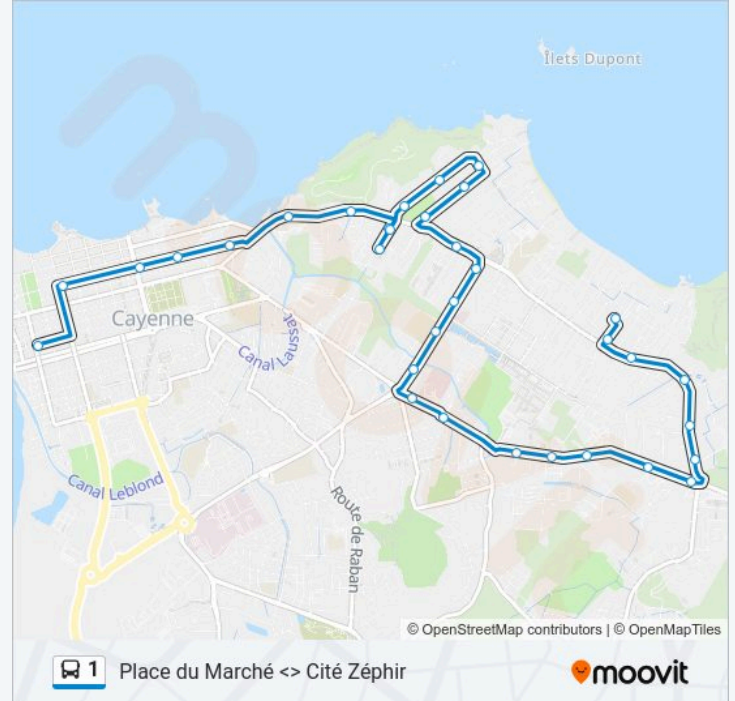 Îlets Dupont
Cayenne
Canal Laussat
Canal Leblond
Route de Raban
© OpenStreetMap contributors | © OpenMapTiles
1 Place du Marché <> Cité Zéphir
moovit